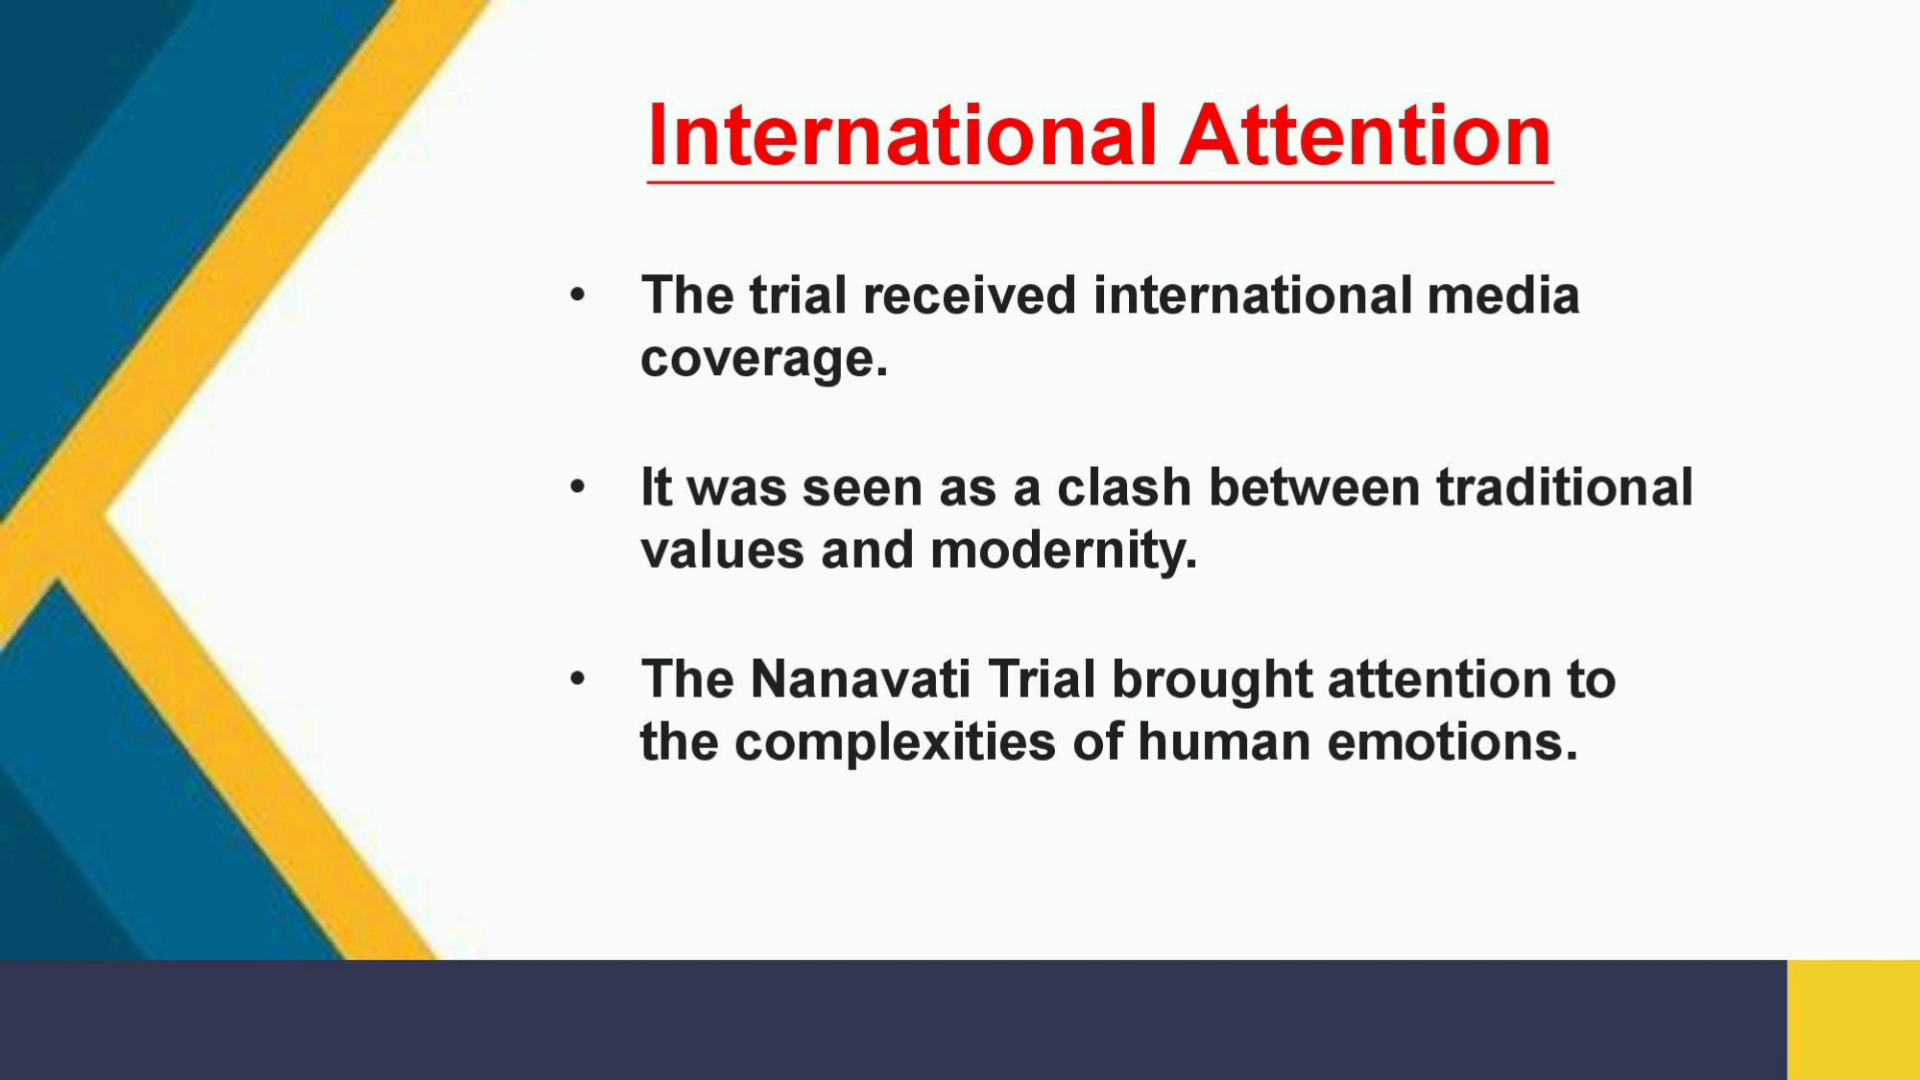 International Attention
• The trial received international media
coverage.
• It was seen as a clash between traditional
values and modernity.
• The Nanavati Trial brought attention to
the complexities of human emotions.